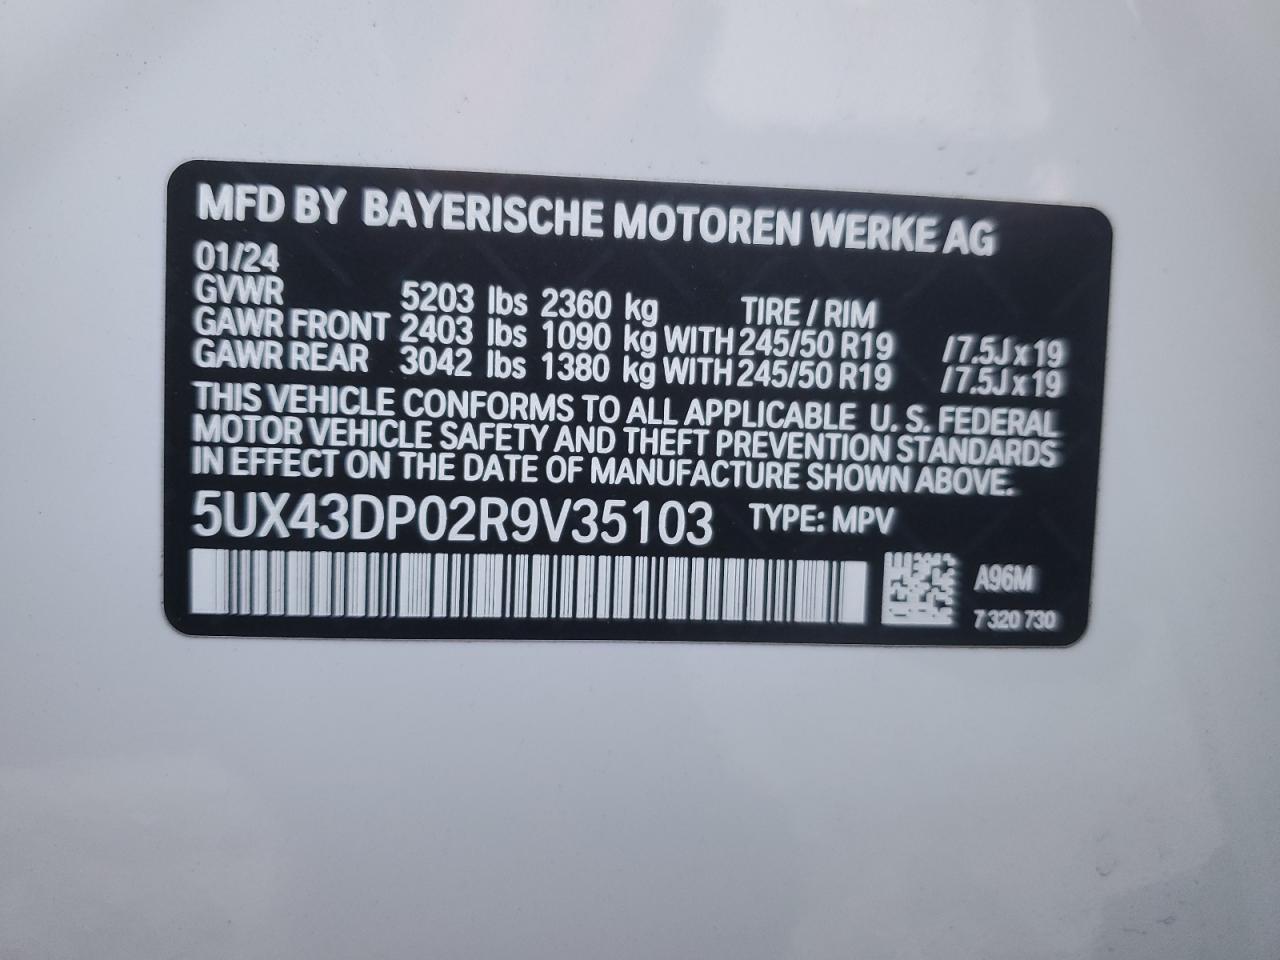 MFD BY BAYERISCHE MOTOREN WERKE AG
01/24
GVWR 5203 lbs 2360 kg TIRE / RIM
GAWR FRONT 2403 lbs 1090 kg WITH 245/50 R19 / 7.5J x 19
GAWR REAR 3042 lbs 1380 kg WITH 245/50 R19 / 7.5J x 19
THIS VEHICLE CONFORMS TO ALL APPLICABLE U. S. FEDERAL
MOTOR VEHICLE SAFETY AND THEFT PREVENTION STANDARDS
IN EFFECT ON THE DATE OF MANUFACTURE SHOWN ABOVE.
5UX43DP02R9V35103 TYPE: MPV
A96M
7 320 730